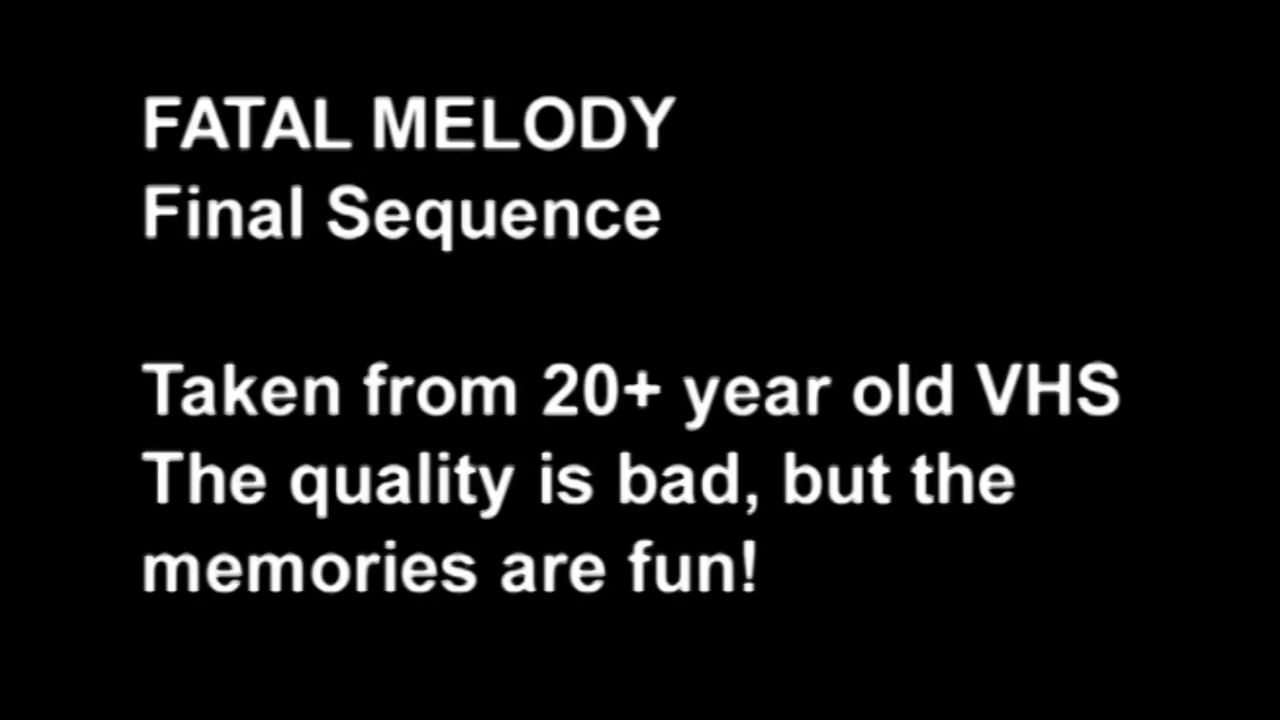 FATAL MELODY
Final Sequence
Taken from 20+ year old VHS
The quality is bad, but the
memories are fun!